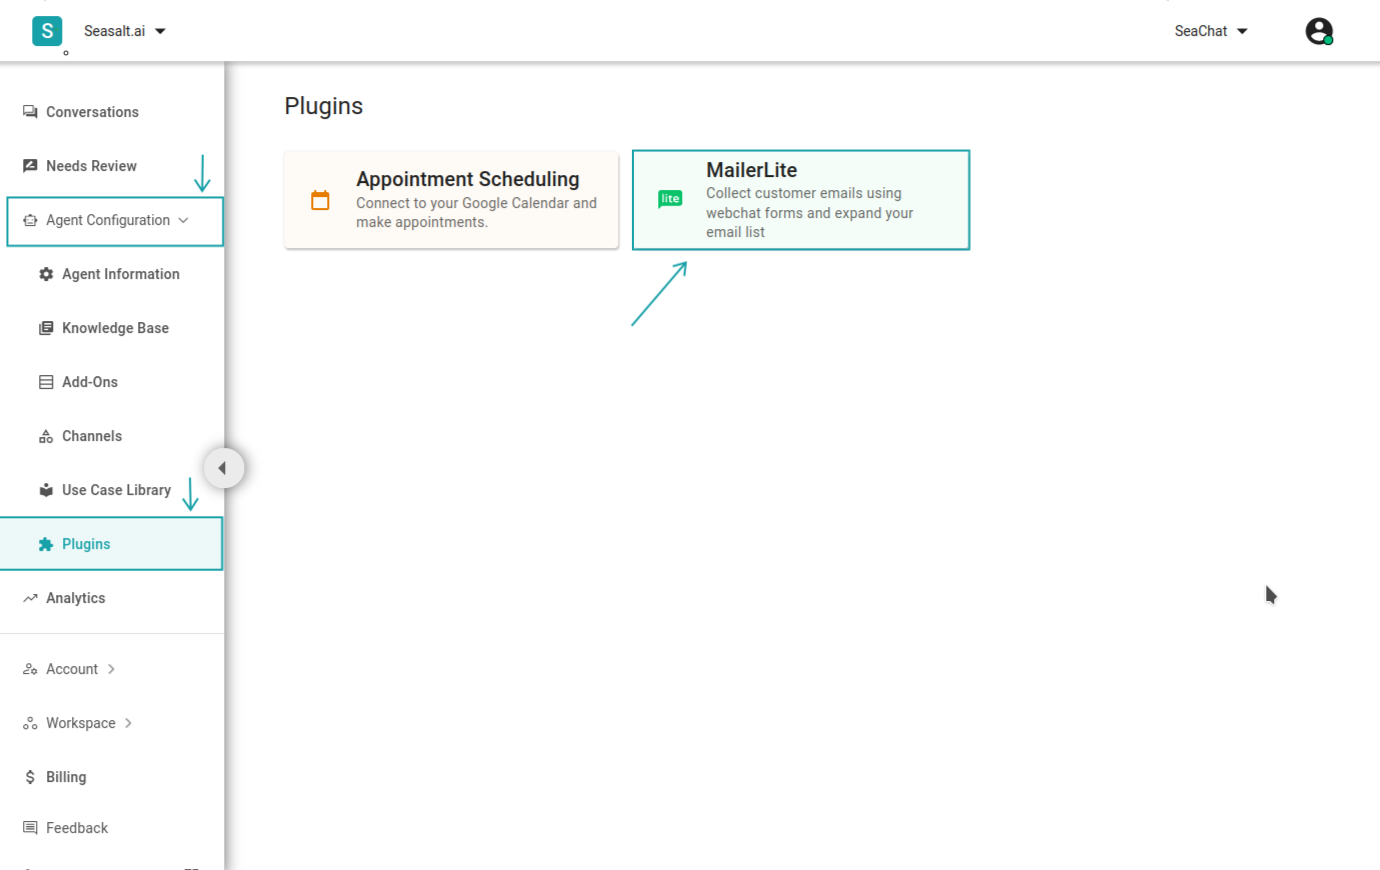 S
Seasalt.ai
SeaChat
Conversations
Needs Review
Agent Configuration
Agent Information
Knowledge Base
Add-Ons
Channels
Use Case Library
Plugins
Analytics
Account
Workspace
Billing
Feedback
Plugins
Appointment Scheduling
Connect to your Google Calendar and
make appointments.
lite
MailerLite
Collect customer emails using
webchat forms and expand your
email list